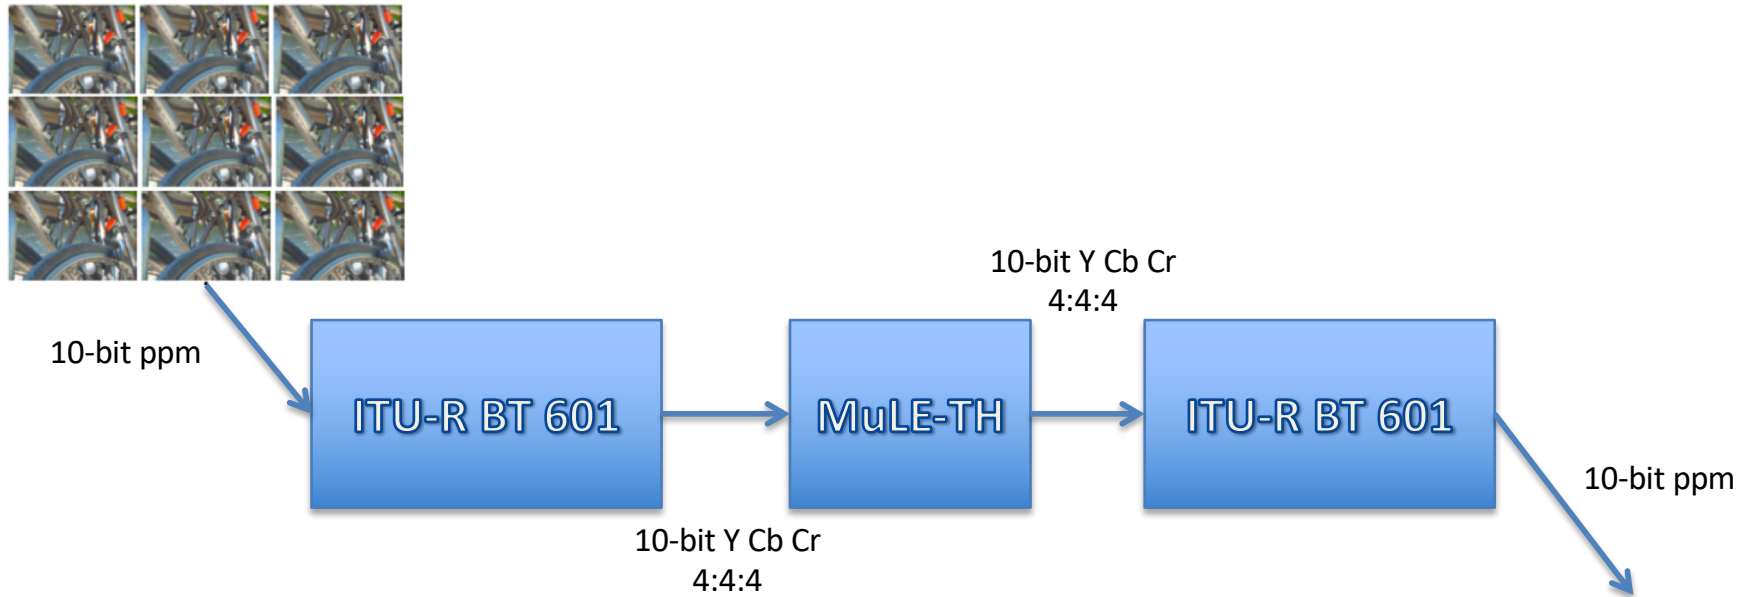 10-bit ppm
ITU-R BT 601
10-bit Y Cb Cr
4:4:4
MuLE-TH
10-bit Y Cb Cr
4:4:4
ITU-R BT 601
10-bit ppm